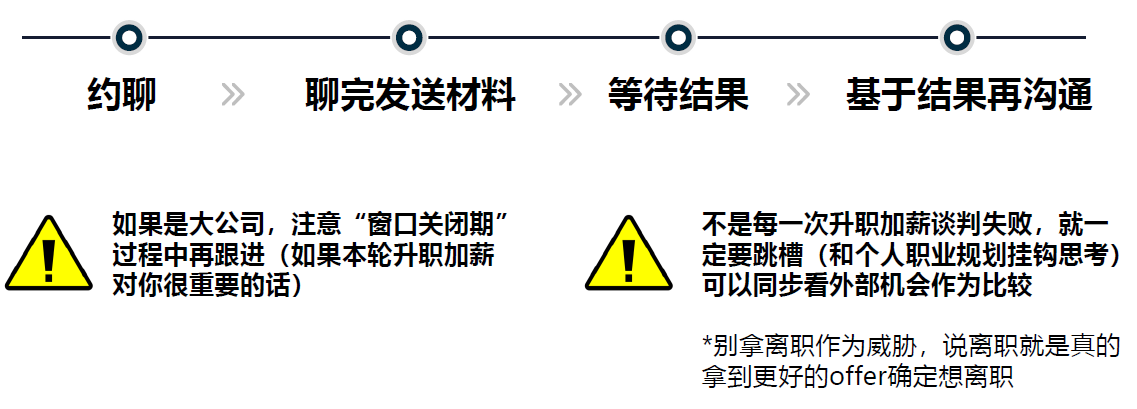 约聊
聊完发送材料
等待结果
基于结果再沟通
如果是大公司，注意“窗口关闭期”
过程中再跟进（如果本轮升职加薪
对你很重要的话）
不是每一次升职加薪谈判失败，就一
定要跳槽（和个人职业规划挂钩思考）
可以同步看外部机会作为比较
*别拿离职作为威胁，说离职就是真的
拿到更好的offer确定想离职